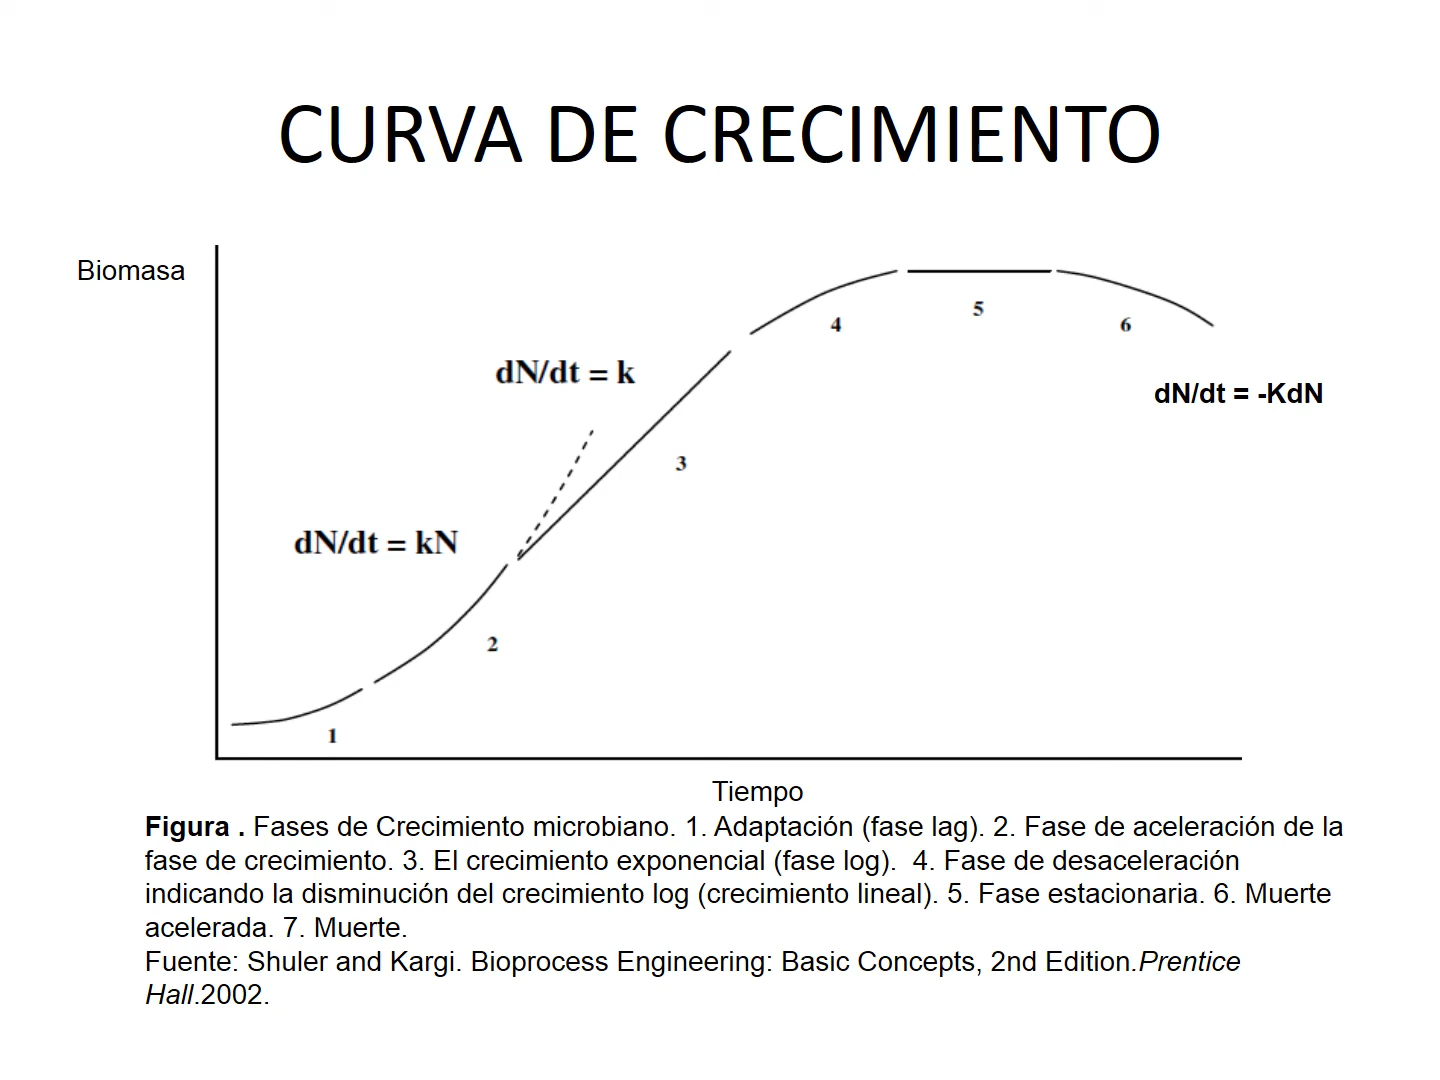 CURVA DE CRECIMIENTO
Biomasa
4
5
6
dN/dt = k
dN/dt = -KdN
3
dN/dt = kN
2
1
Tiempo
Figura . Fases de Crecimiento microbiano. 1. Adaptación (fase lag). 2. Fase de aceleración de la
fase de crecimiento. 3. El crecimiento exponencial (fase log).  4. Fase de desaceleración
indicando la disminución del crecimiento log (crecimiento lineal). 5. Fase estacionaria. 6. Muerte
acelerada. 7. Muerte.
Fuente: Shuler and Kargi. Bioprocess Engineering: Basic Concepts, 2nd Edition.Prentice
Hall.2002.